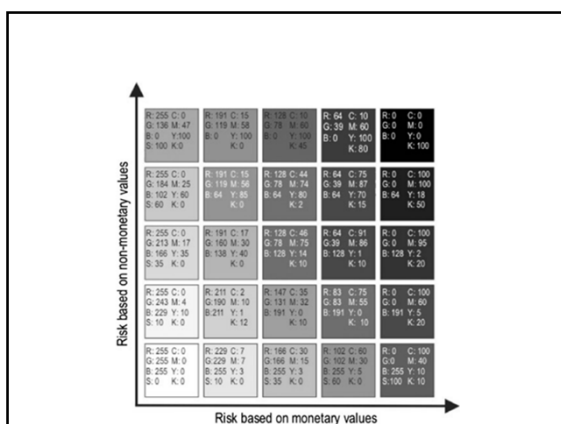 R: 255 C: 0
G: 136 M: 47
B: 0 Y:100
S: 100 K:0
R: 191 C: 15
G: 119 M: 58
B: 0 Y: 100
K:0
R: 128 C: 10
G: 78 M: 60
B: 0 Y: 100
K: 45
R: 64 C: 10
G: 39 M: 60
B: 0 Y: 100
K: 80
R: 0 C: 0
G: 0 M: 0
B: 0 Y: 0
K: 100
R: 255 C: 0
G: 184 M: 25
B: 102 Y: 60
S: 60 K: 0
R: 191 C: 15
G: 119 M: 56
B: 64 Y: 85
K: 0
R: 128 C: 44
G: 78 M: 74
B: 64 Y: 80
K: 2
R: 64 C: 75
G: 39 M: 87
B: 64 Y: 70
K: 15
R: 0 C: 100
G: 0 M: 100
B: 64 Y: 18
K: 50
R: 255 C: 0
G: 213 M: 17
B: 166 Y: 35
S: 35 K: 0
R: 191 C: 17
G: 160 M: 30
B: 138 Y: 40
K: 0
R: 128 C: 46
G: 78 M: 75
B: 128 Y: 14
K: 10
R: 64 C: 91
G: 39 M: 86
B: 128 Y: 1
K: 10
R: 0 C: 100
G: 0 M: 95
B: 128 Y: 2
K: 20
R: 255 C: 0
G: 243 M: 4
B: 229 Y: 10
S: 10 K: 0
R: 211 C: 2
G: 190 M: 10
B: 211 Y: 1
K: 12
R: 147 C: 35
G: 131 M: 32
B: 191 Y: 0
K: 10
R: 83 C: 75
G: 83 M: 55
B: 191 Y: 0
K: 10
R: 0 C: 100
G: 0 M: 60
B: 191 Y: 5
K: 20
R: 255 C: 0
G: 255 M: 0
B: 255 Y: 0
S: 0 K: 0
R: 229 C: 7
G: 229 M: 7
B: 255 Y: 3
S: 10 K: 0
R: 166 C: 30
G: 166 M: 15
B: 255 Y: 3
S: 35 K: 0
R: 102 C: 60
G: 102 M: 30
B: 255 Y: 5
S: 60 K: 0
R: 0 C: 100
G:0 M: 40
B: 255 Y: 10
S:100 K: 10
Risk based on non-monetary values
Risk based on monetary values